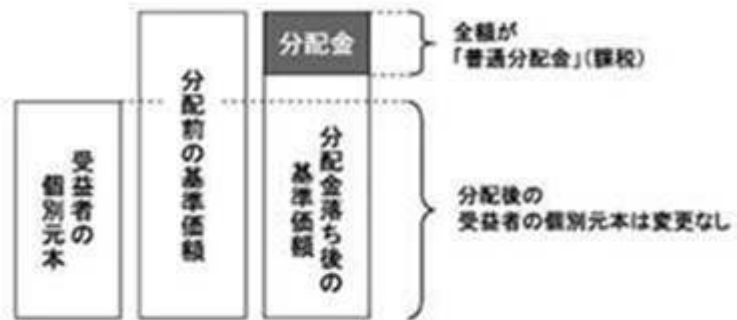 受益者の
個別元本
分配前の基準価額
分配金
分配金落ち後の
基準価額
全額が
「普通分配金」(課税)
分配後の
受益者の個別元本は変更なし